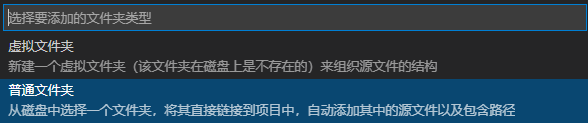 选择要添加的文件夹类型
虚拟文件夹
新建一个虚拟文件夹（该文件夹在磁盘上是不存在的）来组织源文件的结构
普通文件夹
从磁盘中选择一个文件夹，将其直接链接到项目中，自动添加其中的源文件以及包含路径